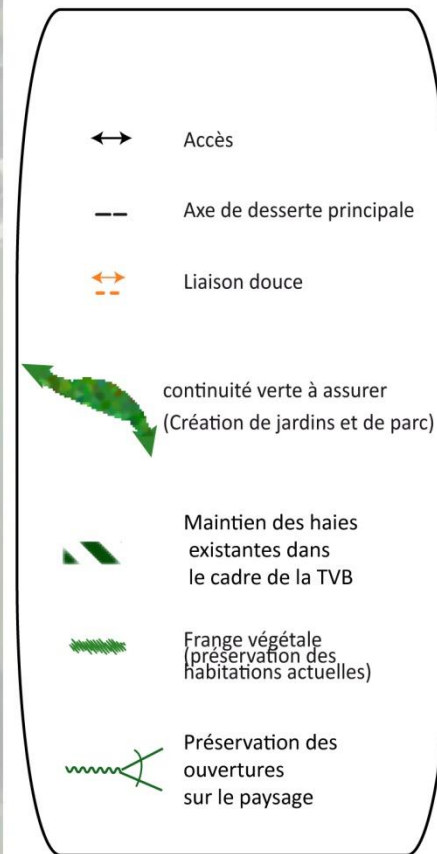 Accès
Axe de desserte principale
Liaison douce
continuité verte à assurer
(Création de jardins et de parc)
Maintien des haies
existantes dans
le cadre de la TVB
Frange végétale
(préservation des
habitations actuelles)
Préservation des
ouvertures
sur le paysage